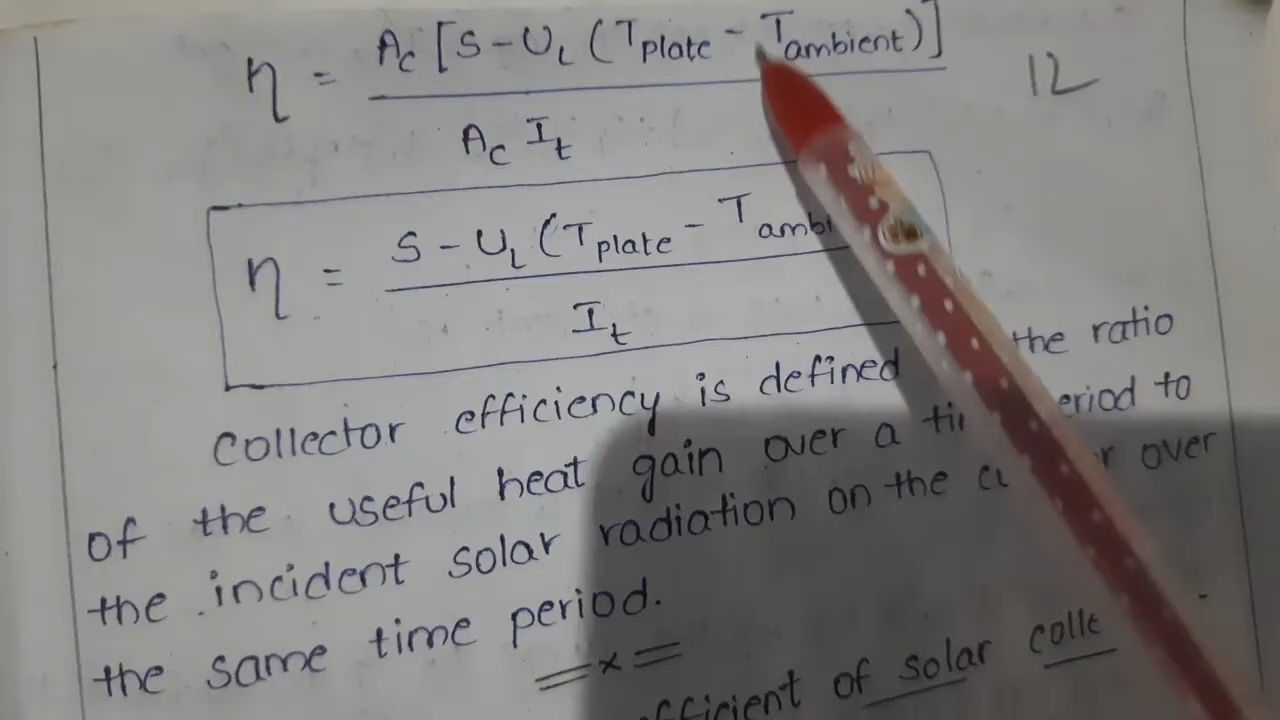 η = Ac [S - UL (Tplate - Tambient)] / Ac It
12
η = S - UL (Tplate - Tambi / It
Collector efficiency is defined the ratio
of the useful heat gain over a ti eriod to
the incident solar radiation on the over
the same time period.
=x=
efficient of solar colle